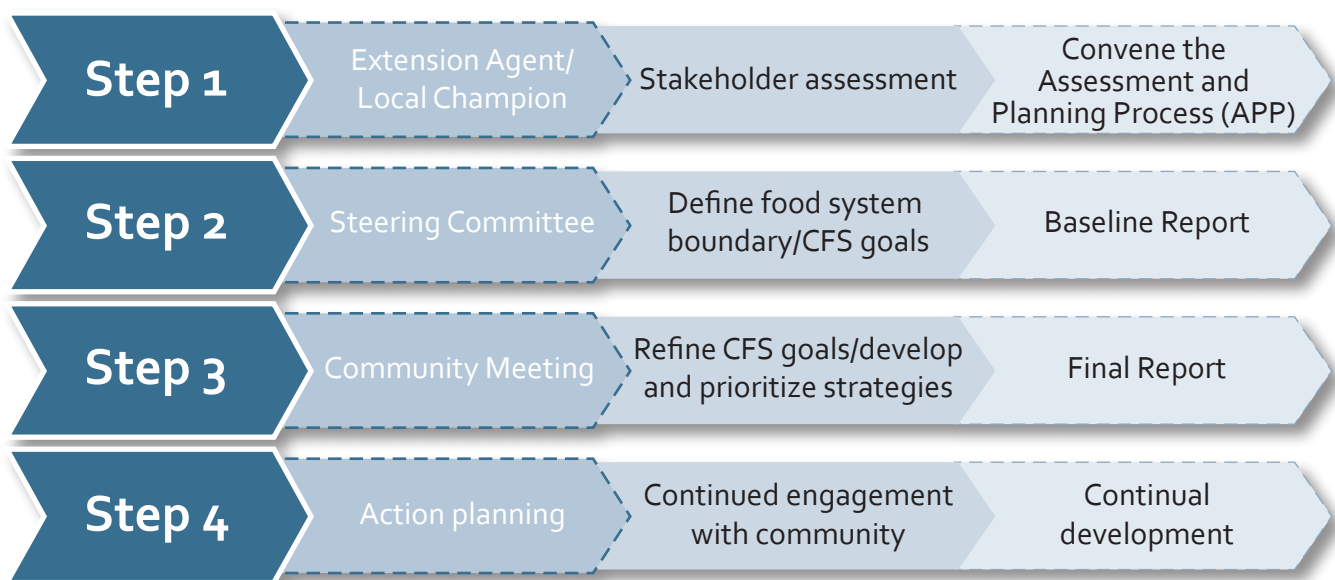 Step 1
Extension Agent/
Local Champion
Stakeholder assessment
Convene the
Assessment and
Planning Process (APP)
Step 2
Steering Committee
Define food system
boundary/CFS goals
Baseline Report
Step 3
Community Meeting
Refine CFS goals/develop
and prioritize strategies
Final Report
Step 4
Action planning
Continued engagement
with community
Continual
development